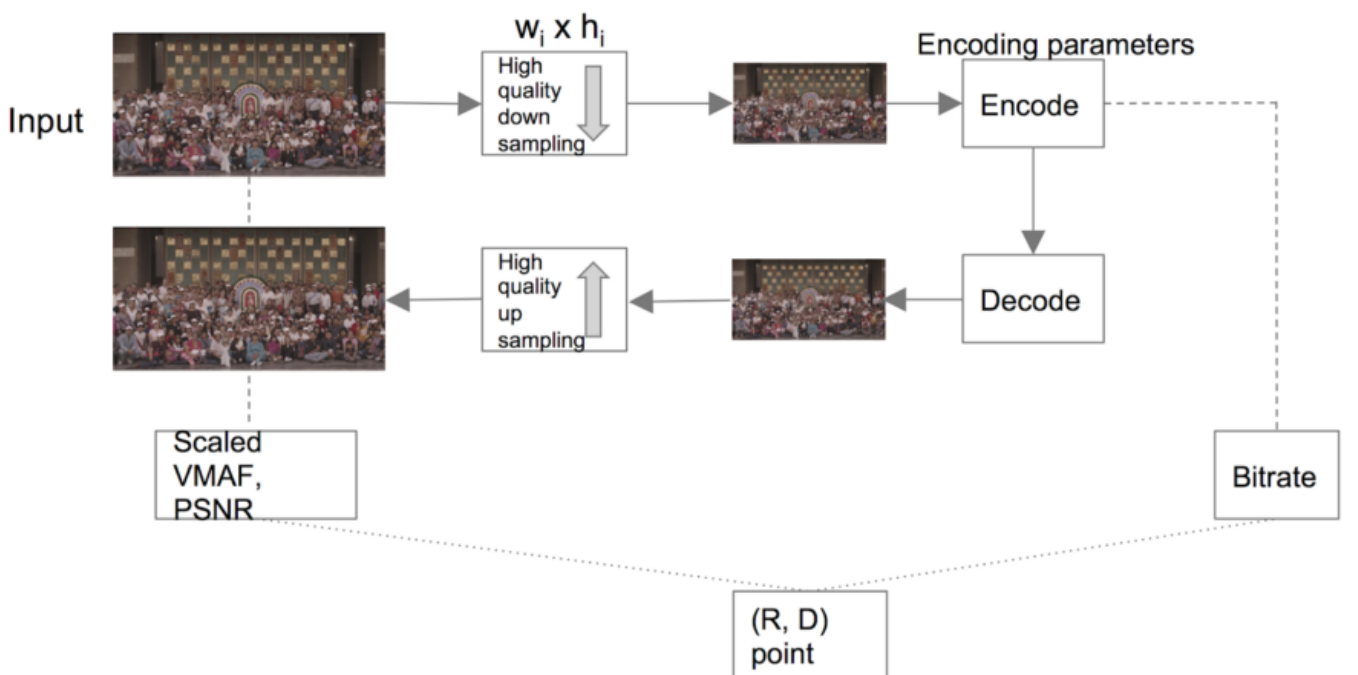 w_i x h_i
Encoding parameters
Input
High
quality
down
sampling
Encode
High
quality
up
sampling
Decode
Scaled
VMAF,
PSNR
Bitrate
(R, D)
point